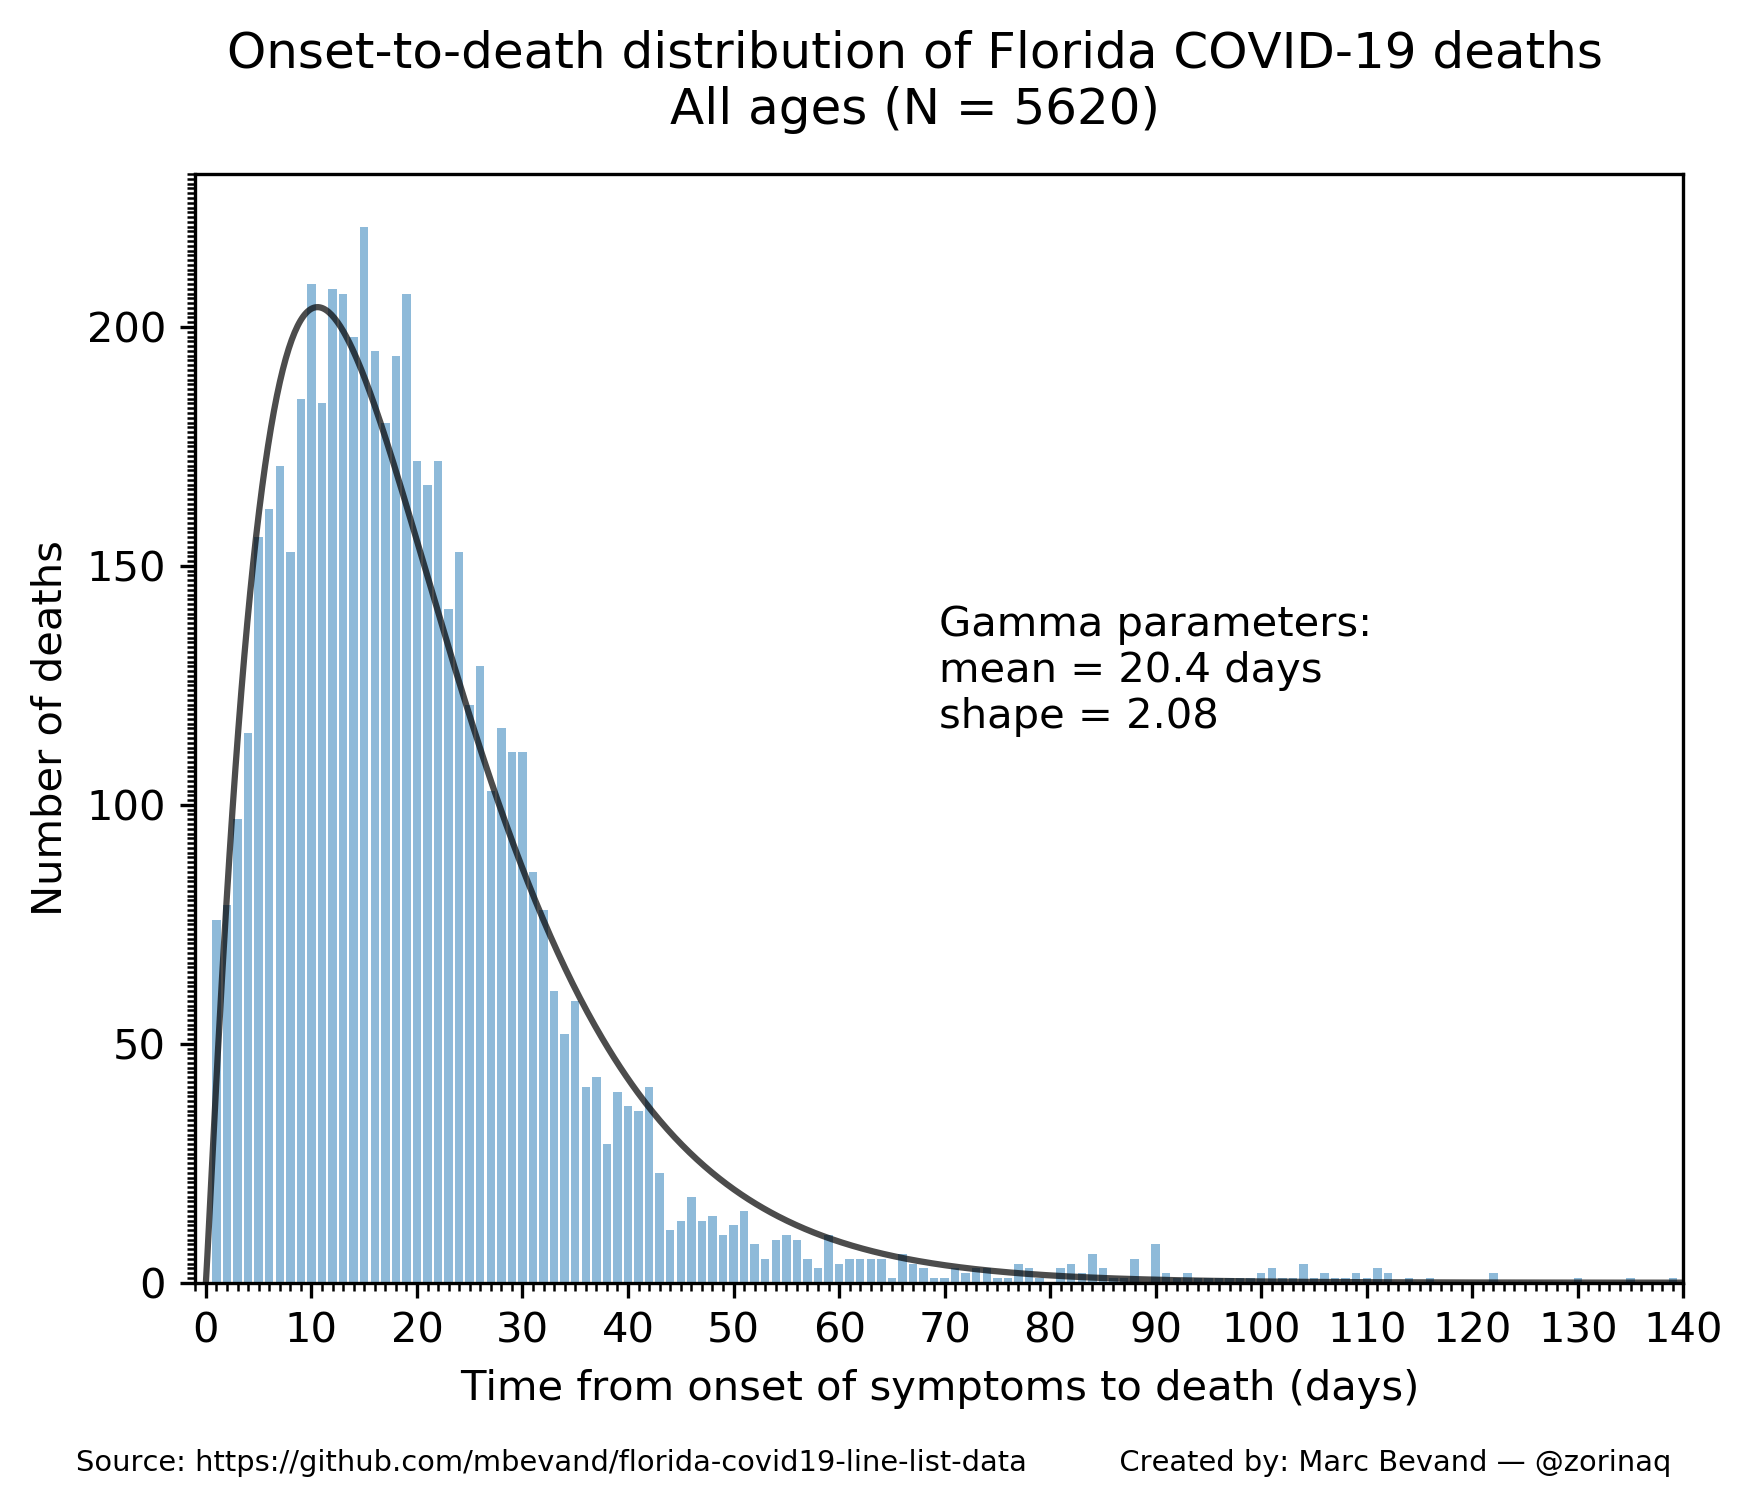 Onset-to-death distribution of Florida COVID-19 deaths
All ages (N = 5620)
200
150
100
50
0
Number of deaths
Gamma parameters:
mean = 20.4 days
shape = 2.08
0 10 20 30 40 50 60 70 80 90 100 110 120 130 140
Time from onset of symptoms to death (days)
Source: https://github.com/mbevand/florida-covid19-line-list-data Created by: Marc Bevand — @zorinaq